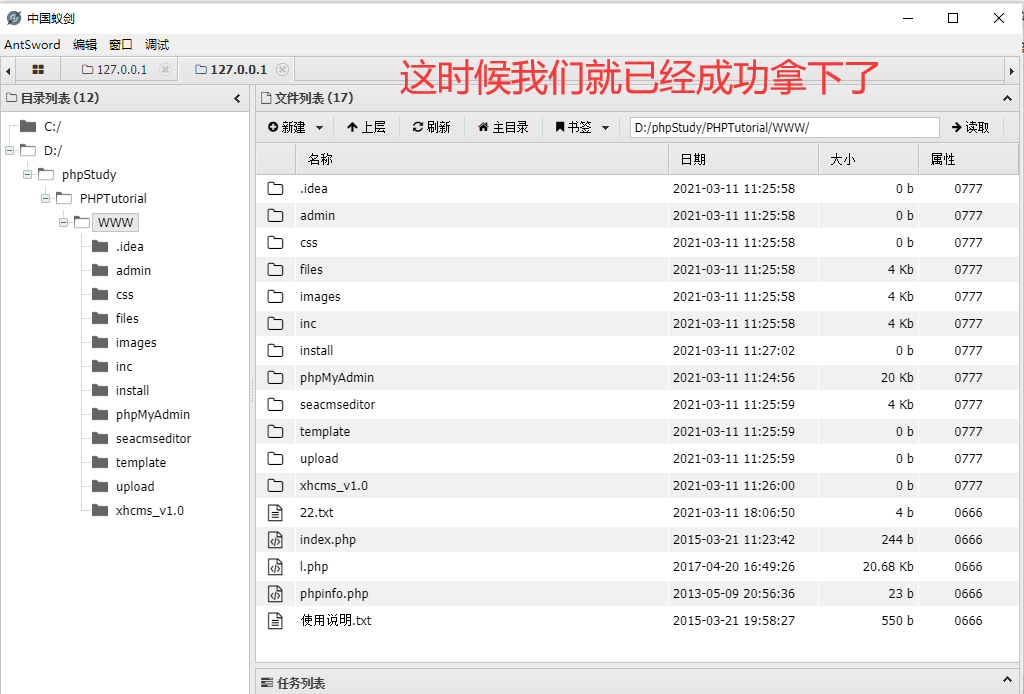 中国蚁剑
AntSword 编辑 窗口 调试
127.0.0.1 127.0.0.1
这时候我们就已经成功拿下了
目录列表 (12)
文件列表 (17)
新建 上层 刷新 主目录 书签 D:/phpStudy/PHPTutorial/WWW/ 读取
C:/
D:/
phpStudy
PHPTutorial
WWW
.idea
admin
css
files
images
inc
install
phpMyAdmin
seacmseditor
template
upload
xhcms_v1.0
名称 日期 大小 属性
.idea 2021-03-11 11:25:58 0 b 0777
admin 2021-03-11 11:25:58 0 b 0777
css 2021-03-11 11:25:58 0 b 0777
files 2021-03-11 11:25:58 4 Kb 0777
images 2021-03-11 11:25:58 4 Kb 0777
inc 2021-03-11 11:25:58 4 Kb 0777
install 2021-03-11 11:27:02 0 b 0777
phpMyAdmin 2021-03-11 11:24:56 20 Kb 0777
seacmseditor 2021-03-11 11:25:59 4 Kb 0777
template 2021-03-11 11:25:59 0 b 0777
upload 2021-03-11 11:25:59 0 b 0777
xhcms_v1.0 2021-03-11 11:26:00 0 b 0777
22.txt 2021-03-11 18:06:50 4 b 0666
index.php 2015-03-21 11:23:42 244 b 0666
l.php 2017-04-20 16:49:26 20.68 Kb 0666
phpinfo.php 2013-05-09 20:56:36 23 b 0666
使用说明.txt 2015-03-21 19:58:27 550 b 0666
任务列表